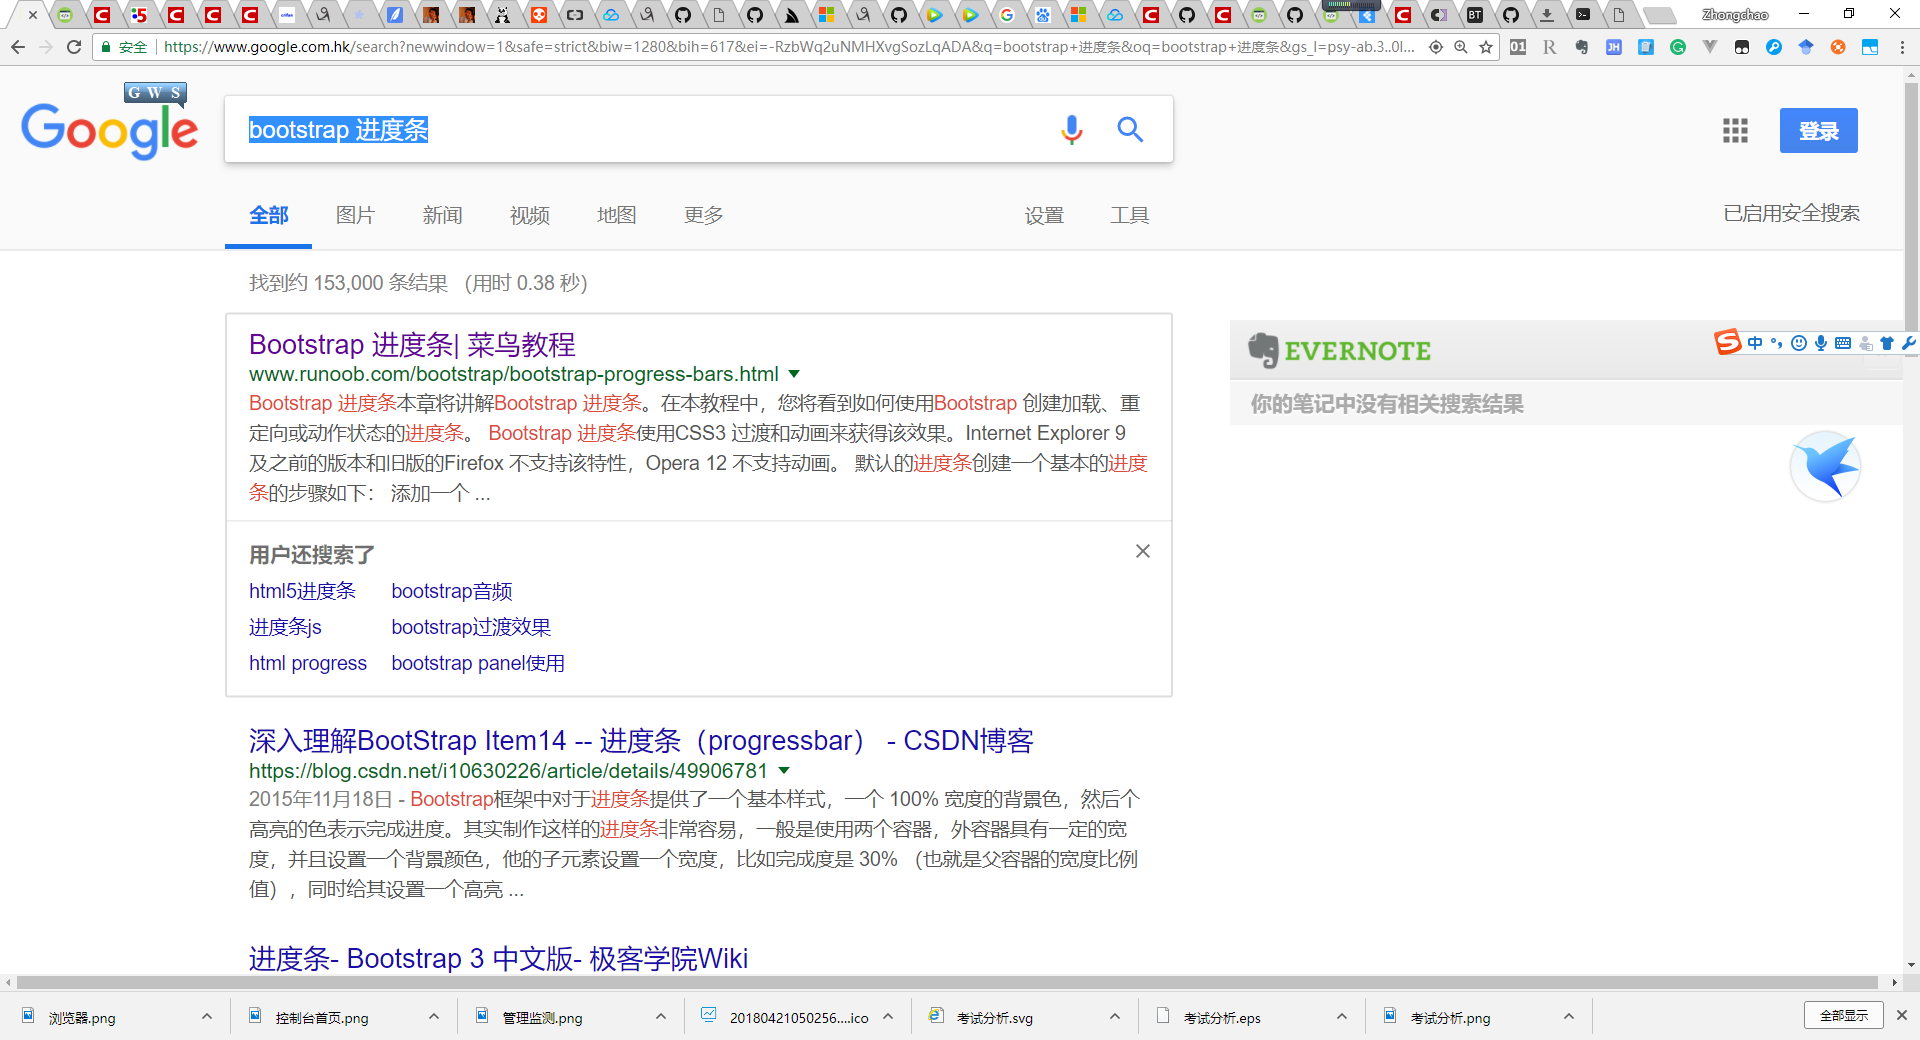 Zhongchao
安全
https://www.google.com.hk/search?newwindow=1&safe=strict&biw=1280&bih=617&ei=-RzbWq2uNMHXvgSozLqADA&q=bootstrap+进度条&oq=bootstrap+进度条&gs_l=psy-ab.3..0l...
G W S
Google
bootstrap 进度条
登录
全部 图片 新闻 视频 地图 更多 设置 工具
已启用安全搜索
找到约 153,000 条结果 （用时 0.38 秒）
Bootstrap 进度条| 菜鸟教程
www.runoob.com/bootstrap/bootstrap-progress-bars.html
Bootstrap 进度条本章将讲解Bootstrap 进度条。在本教程中，您将看到如何使用Bootstrap 创建加载、重
定向或动作状态的进度条。 Bootstrap 进度条使用CSS3 过渡和动画来获得该效果。Internet Explorer 9
及之前的版本和旧版的Firefox 不支持该特性，Opera 12 不支持动画。 默认的进度条创建一个基本的进度
条的步骤如下： 添加一个 ...
用户还搜索了
html5进度条 bootstrap音频
进度条js bootstrap过渡效果
html progress bootstrap panel使用
深入理解BootStrap Item14 -- 进度条（progressbar） - CSDN博客
https://blog.csdn.net/i10630226/article/details/49906781
2015年11月18日 - Bootstrap框架中对于进度条提供了一个基本样式，一个 100% 宽度的背景色，然后个
高亮的色表示完成进度。其实制作这样的进度条非常容易，一般是使用两个容器，外容器具有一定的宽
度，并且设置一个背景颜色，他的子元素设置一个宽度，比如完成度是 30% （也就是父容器的宽度比例
值），同时给其设置一个高亮 ...
进度条- Bootstrap 3 中文版- 极客学院Wiki
EVERNOTE
你的笔记中没有相关搜索结果
中
浏览器.png
控制台首页.png
管理监测.png
20180421050256....ico
考试分析.svg
考试分析.eps
考试分析.png
全部显示